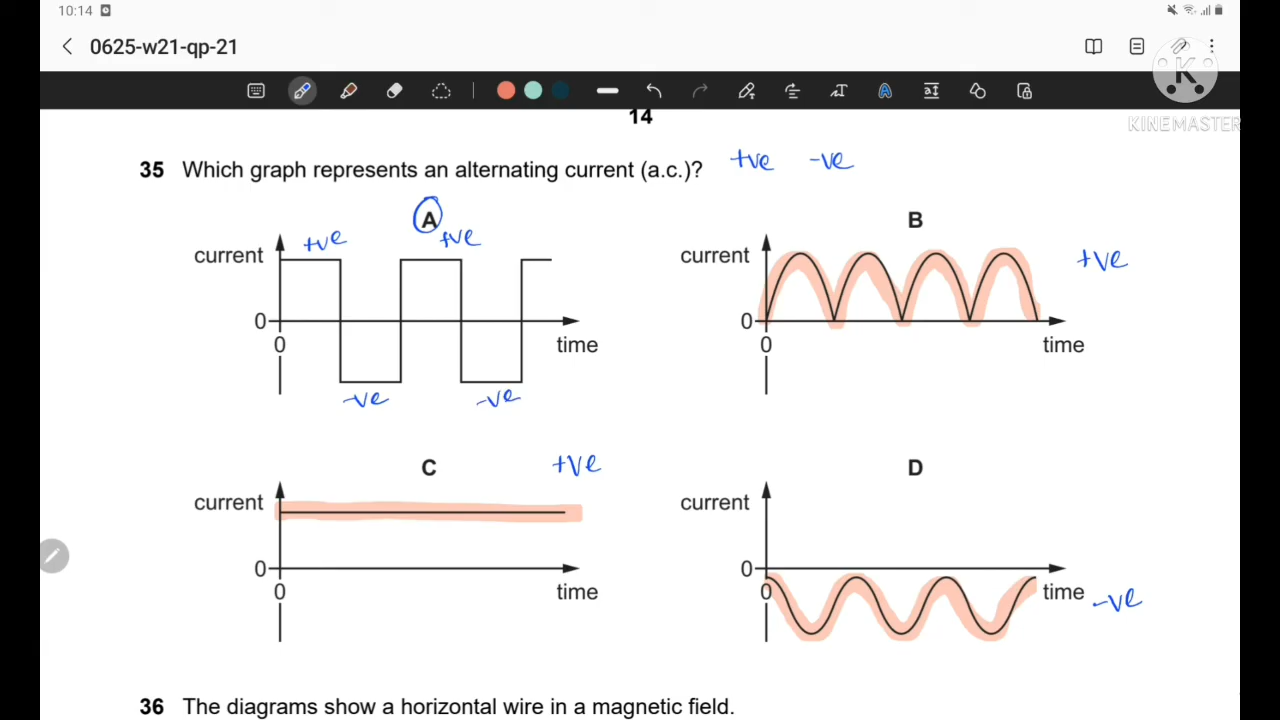 10:14
0625-w21-qp-21
K
KINEMASTER
14
35 Which graph represents an alternating current (a.c.)? +ve -ve
A
+ve +ve
current
0
0
time
-ve -ve
B
current
+ve
0
0
time
C
+ve
current
0
0
time
D
current
0
0
time
-ve
36 The diagrams show a horizontal wire in a magnetic field.